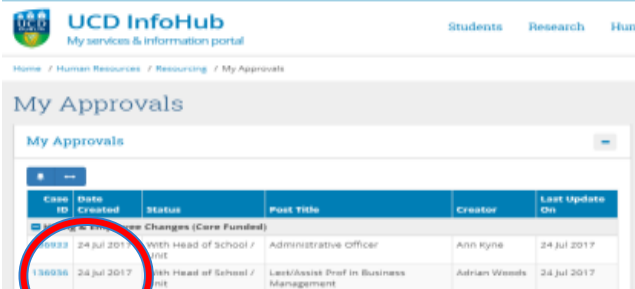 UCD InfoHub
My services & information portal
Students Research
Home / Human Resources / Resourcing / My Approvals
My Approvals
My Approvals
Case ID Date Created Status Post Title Creator Last Update On
& Employee Changes (Core Funded)
24 Jul 2017 With Head of School / Unit Administrative Officer Ann Kyne 24 Jul 2017
136936 24 Jul 2017 With Head of School / Unit Lect/Assist Prof in Business Management Adrian Woods 24 Jul 2017